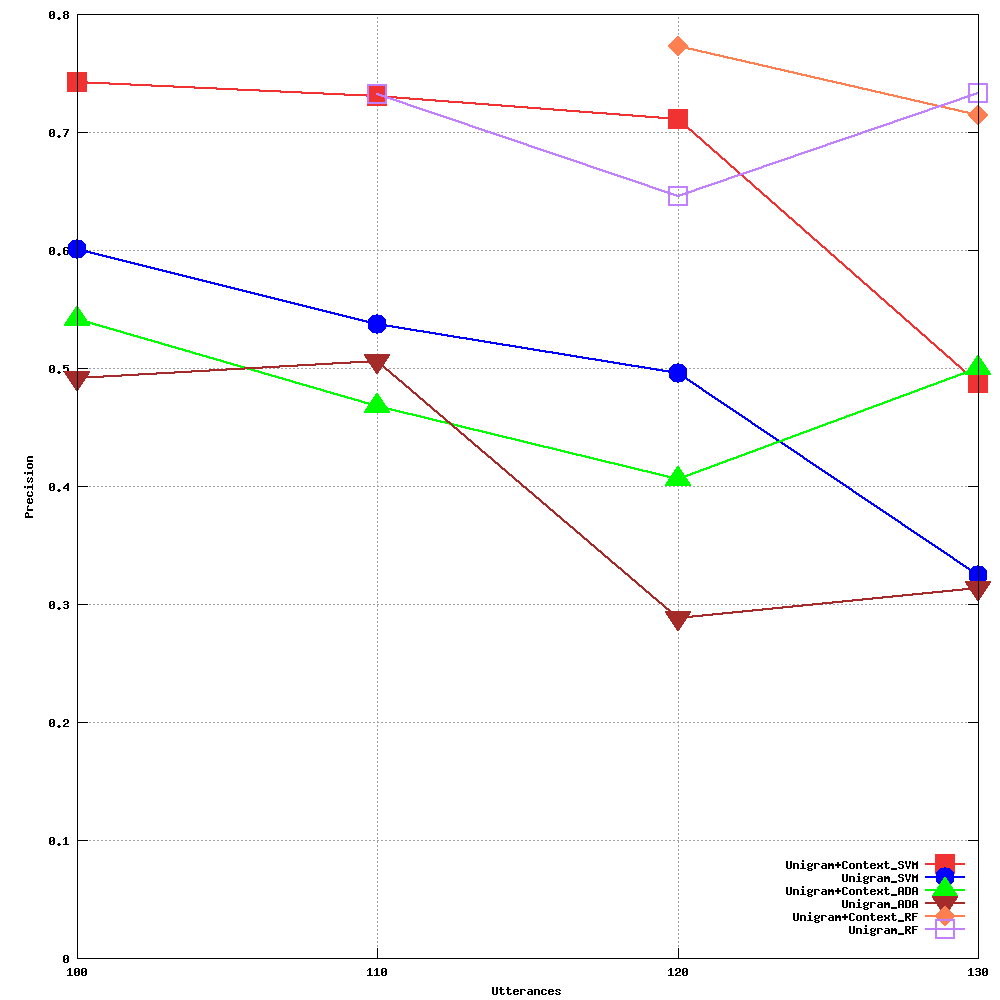 0.8
0.7
0.6
0.5
0.4
0.3
0.2
0.1
0
Precision
Unigram+Context_SVM
Unigram_SVM
Unigram+Context_ADA
Unigram_ADA
Unigram+Context_RF
Unigram_RF
100 110 120 130
Utterances